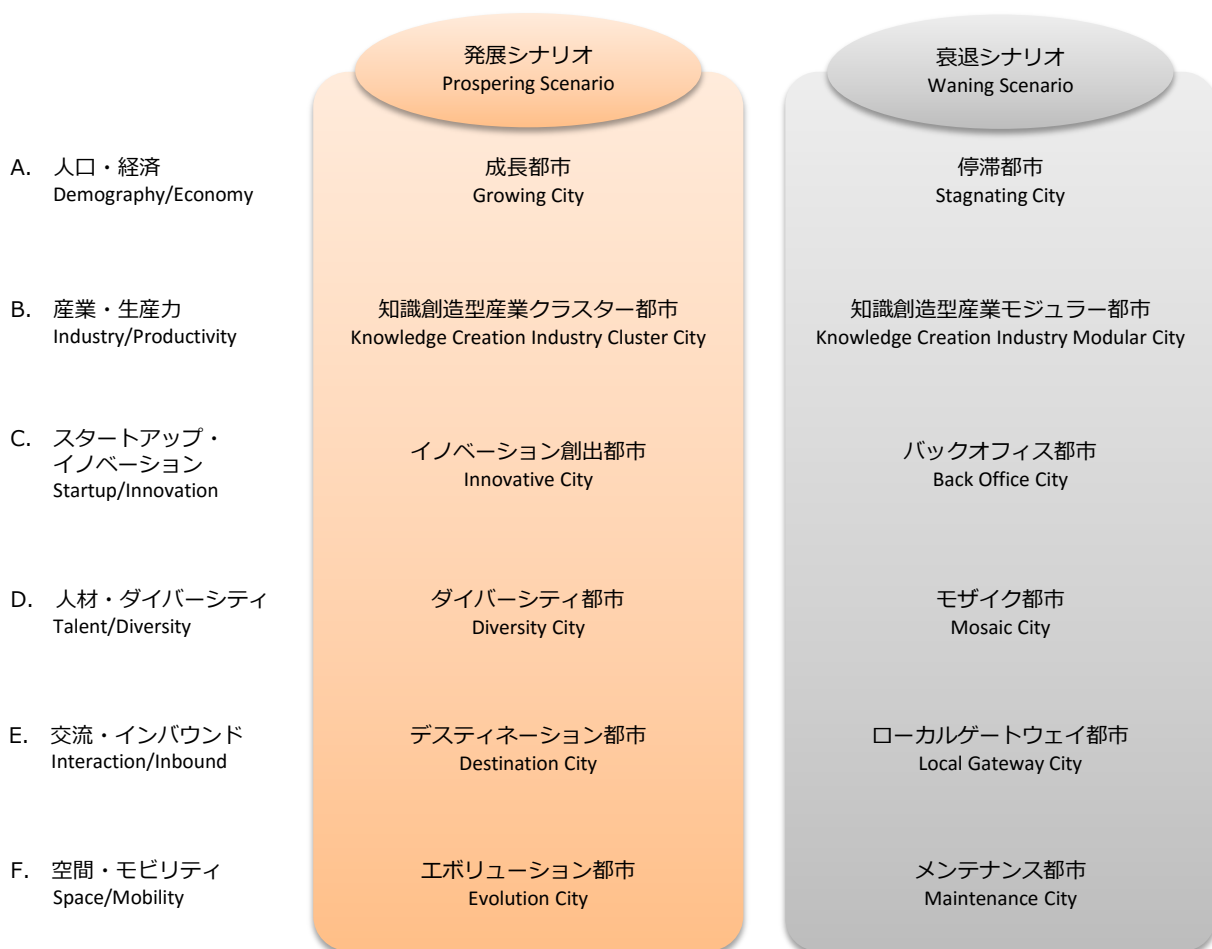 発展シナリオ
Prospering Scenario
衰退シナリオ
Waning Scenario
A. 人口・経済
Demography/Economy
成長都市
Growing City
停滞都市
Stagnating City
B. 産業・生産力
Industry/Productivity
知識創造型産業クラスター都市
Knowledge Creation Industry Cluster City
知識創造型産業モジュラー都市
Knowledge Creation Industry Modular City
C. スタートアップ・
イノベーション
Startup/Innovation
イノベーション創出都市
Innovative City
バックオフィス都市
Back Office City
D. 人材・ダイバーシティ
Talent/Diversity
ダイバーシティ都市
Diversity City
モザイク都市
Mosaic City
E. 交流・インバウンド
Interaction/Inbound
デスティネーション都市
Destination City
ローカルゲートウェイ都市
Local Gateway City
F. 空間・モビリティ
Space/Mobility
エボリューション都市
Evolution City
メンテナンス都市
Maintenance City